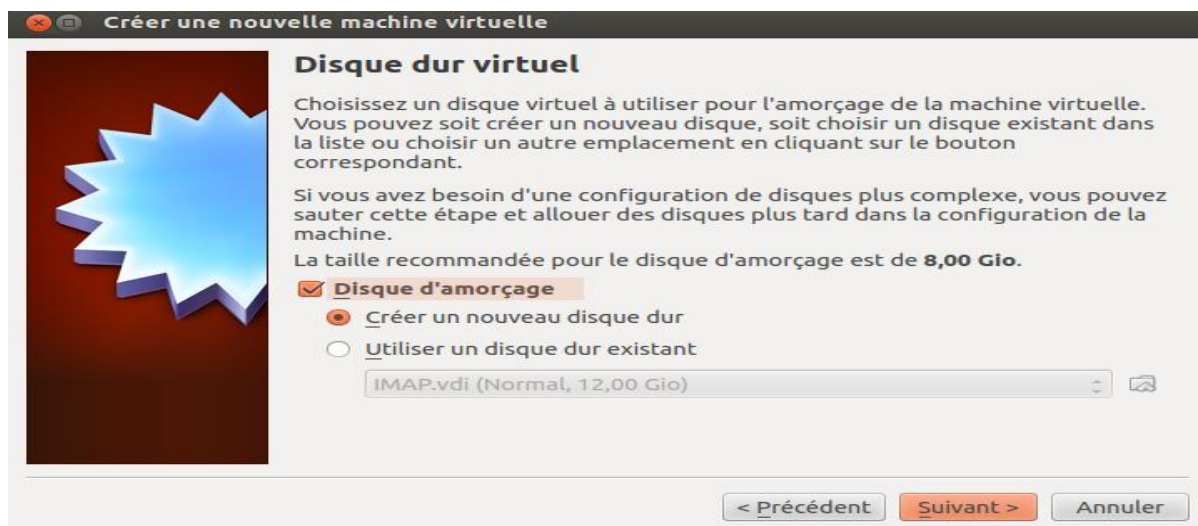 Créer une nouvelle machine virtuelle
Disque dur virtuel
Choisissez un disque virtuel à utiliser pour l'amorçage de la machine virtuelle.
Vous pouvez soit créer un nouveau disque, soit choisir un disque existant dans
la liste ou choisir un autre emplacement en cliquant sur le bouton
correspondant.
Si vous avez besoin d'une configuration de disques plus complexe, vous pouvez
sauter cette étape et allouer des disques plus tard dans la configuration de la
machine.
La taille recommandée pour le disque d'amorçage est de 8,00 Gio.
Disque d'amorçage
Créer un nouveau disque dur
Utiliser un disque dur existant
IMAP.vdi (Normal, 12,00 Gio)
< Précédent
Suivant >
Annuler